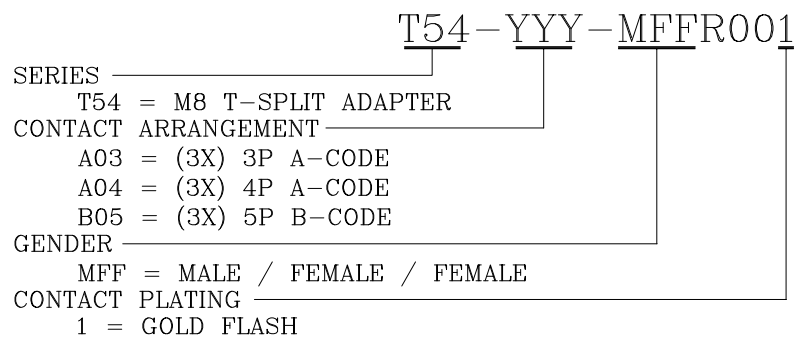 T54-YYY-MFFR001
SERIES
T54 = M8 T-SPLIT ADAPTER
CONTACT ARRANGEMENT
A03 = (3X) 3P A-CODE
A04 = (3X) 4P A-CODE
B05 = (3X) 5P B-CODE
GENDER
MFF = MALE / FEMALE / FEMALE
CONTACT PLATING
1 = GOLD FLASH